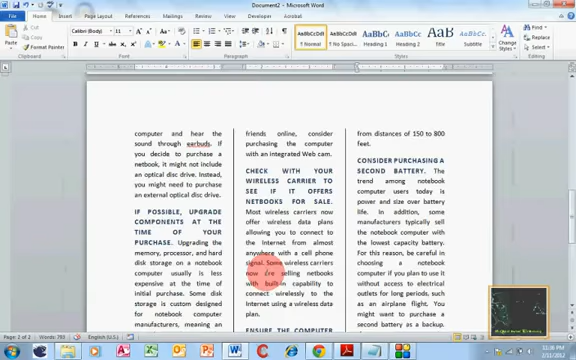 Document2 - Microsoft Word
File Home Insert Page Layout References Mailings Review View Developer Acrobat
Cut
Copy
Format Painter
Paste
Clipboard
Calibri (Body) 11
Font
Paragraph
AaBbCcDd AaBbCcDd AaBbC AaBbCc AaB AaBbCc.
¶ Normal ¶ No Spaci... Heading 1 Heading 2 Title Subtitle
Change Styles
Styles
Find
Replace
Select
Editing
computer and hear the
sound through earbuds. If
you decide to purchase a
netbook, it might not include
an optical disc drive. Instead,
you might need to purchase
an external optical disc drive.
IF POSSIBLE, UPGRADE
COMPONENTS AT THE
TIME OF YOUR
PURCHASE. Upgrading the
memory, processor, and hard
disk storage on a notebook
computer usually is less
expensive at the time of
initial purchase. Some disk
storage is custom designed
for notebook computer
manufacturers, meaning an
friends online, consider
purchasing the computer
with an integrated Web cam.
CHECK WITH YOUR
WIRELESS CARRIER TO
SEE IF IT OFFERS
NETBOOKS FOR SALE.
Most wireless carriers now
offer wireless data plans
allowing you to connect to
the Internet from almost
anywhere with a cell phone
signal. Some wireless carriers
now are selling netbooks
with built-in capability to
connect wirelessly to the
Internet using a wireless data
plan.
ENSURE THE COMPUTER
from distances of 150 to 800
feet.
CONSIDER PURCHASING A
SECOND BATTERY. The
trend among notebook
computer users today is
power and size over battery
life. In addition, some
manufacturers typically sell
the notebook computer with
the lowest capacity battery.
For this reason, be careful in
choosing a notebook
computer if you plan to use it
without access to electrical
outlets for long periods, such
as an airplane flight. You
might want to purchase a
second battery as a backup.
Page: 2 of 2 Words: 793 English (U.S.)